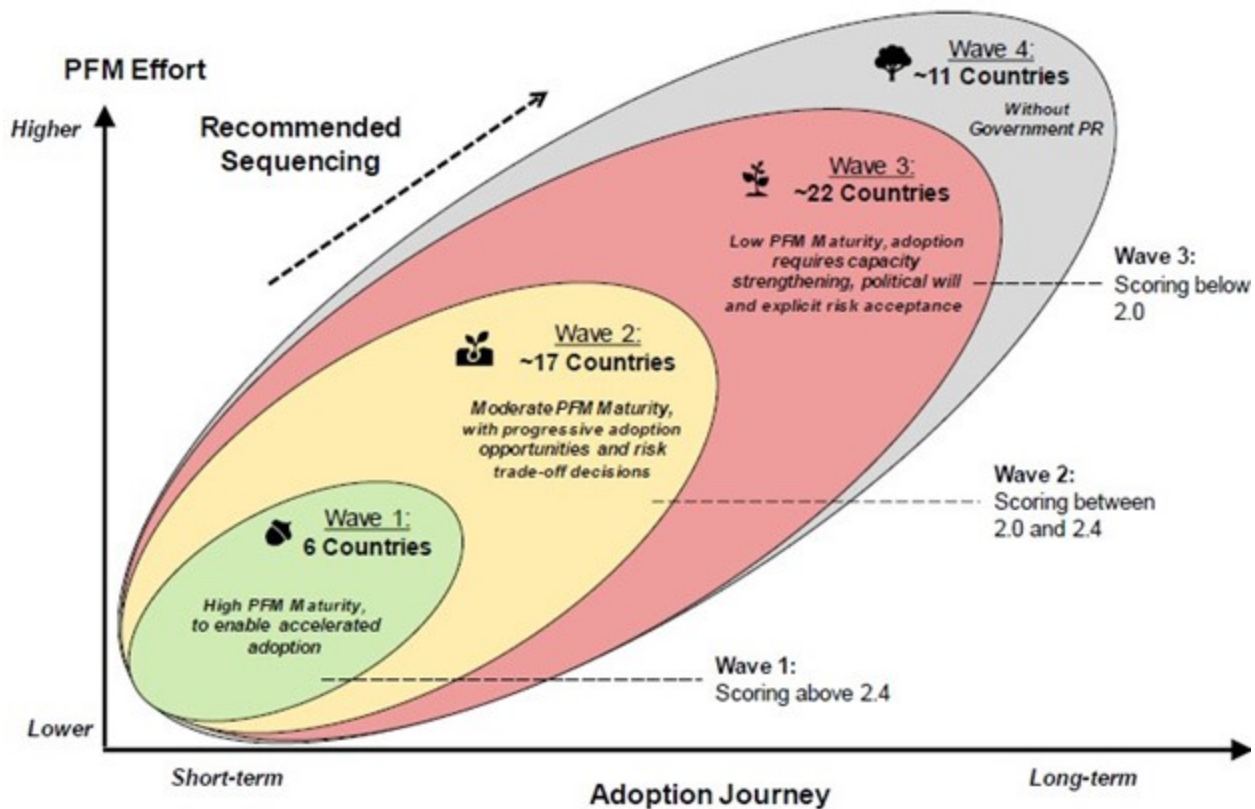 PFM Effort
Higher
Lower
Recommended
Sequencing
Wave 4:
~11 Countries
Without
Government PR
Wave 3:
~22 Countries
Low PFM Maturity, adoption
requires capacity
strengthening, political will
and explicit risk acceptance
Wave 3:
Scoring below
2.0
Wave 2:
~17 Countries
Moderate PFM Maturity,
with progressive adoption
opportunities and risk
trade-off decisions
Wave 2:
Scoring between
2.0 and 2.4
Wave 1:
6 Countries
High PFM Maturity,
to enable accelerated
adoption
Wave 1:
Scoring above 2.4
Short-term
Adoption Journey
Long-term